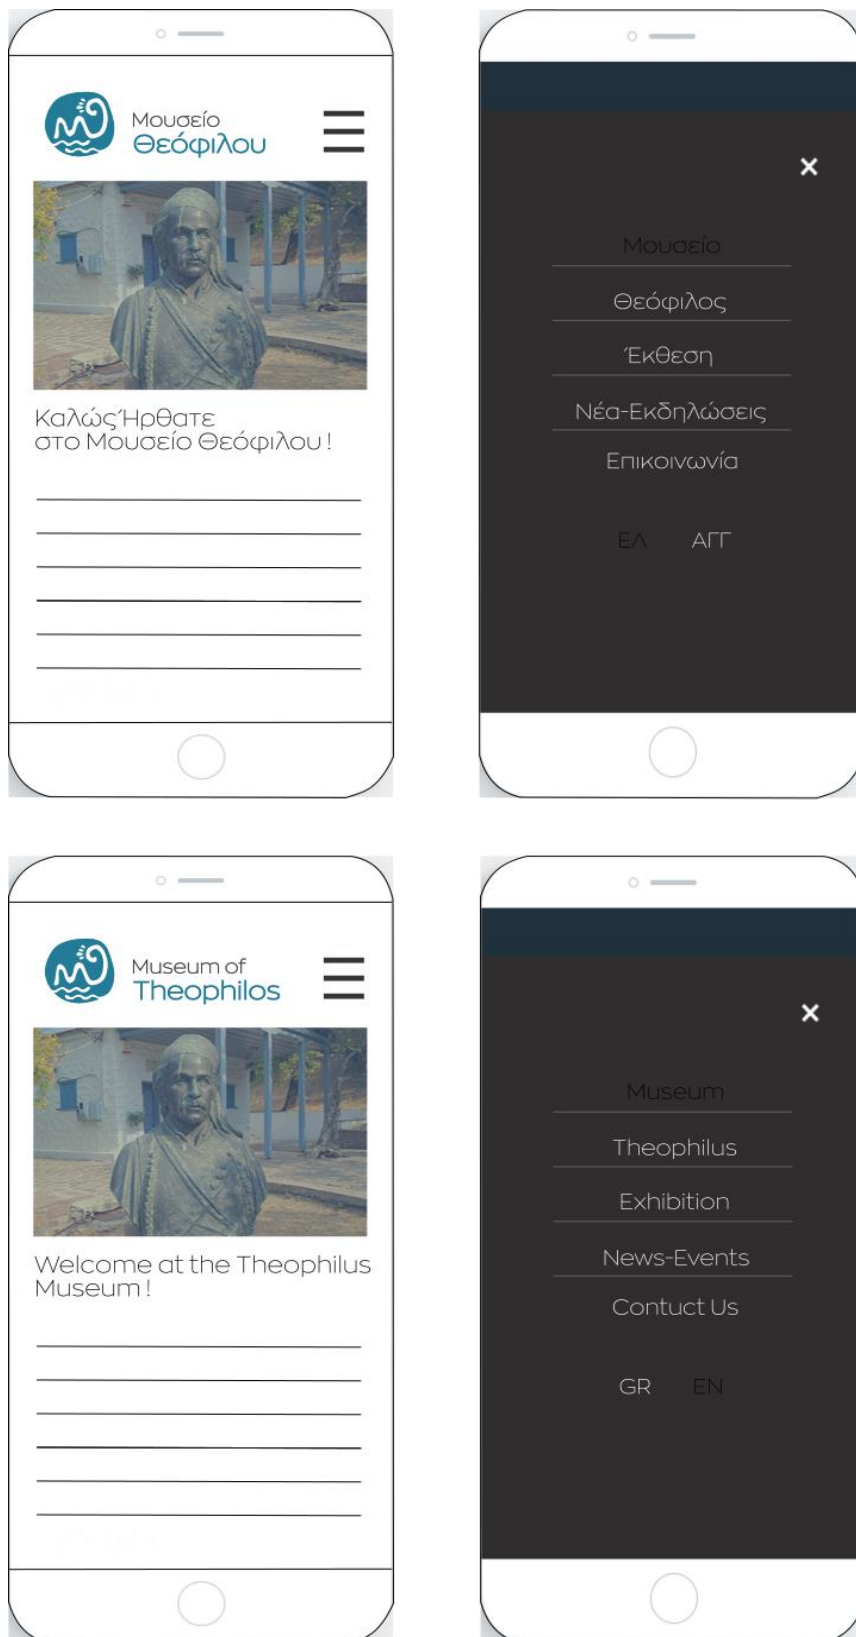 Μουσείο
Θεόφιλου
Καλώς Ήρθατε
στο Μουσείο Θεόφιλου !
×
Μουσείο
Θεόφιλος
Έκθεση
Νέα-Εκδηλώσεις
Επικοινωνία
ΕΛ ΑΓΓ
Museum of
Theophilos
Welcome at the Theophilus
Museum !
×
Museum
Theophilus
Exhibition
News-Events
Contuct Us
GR EN